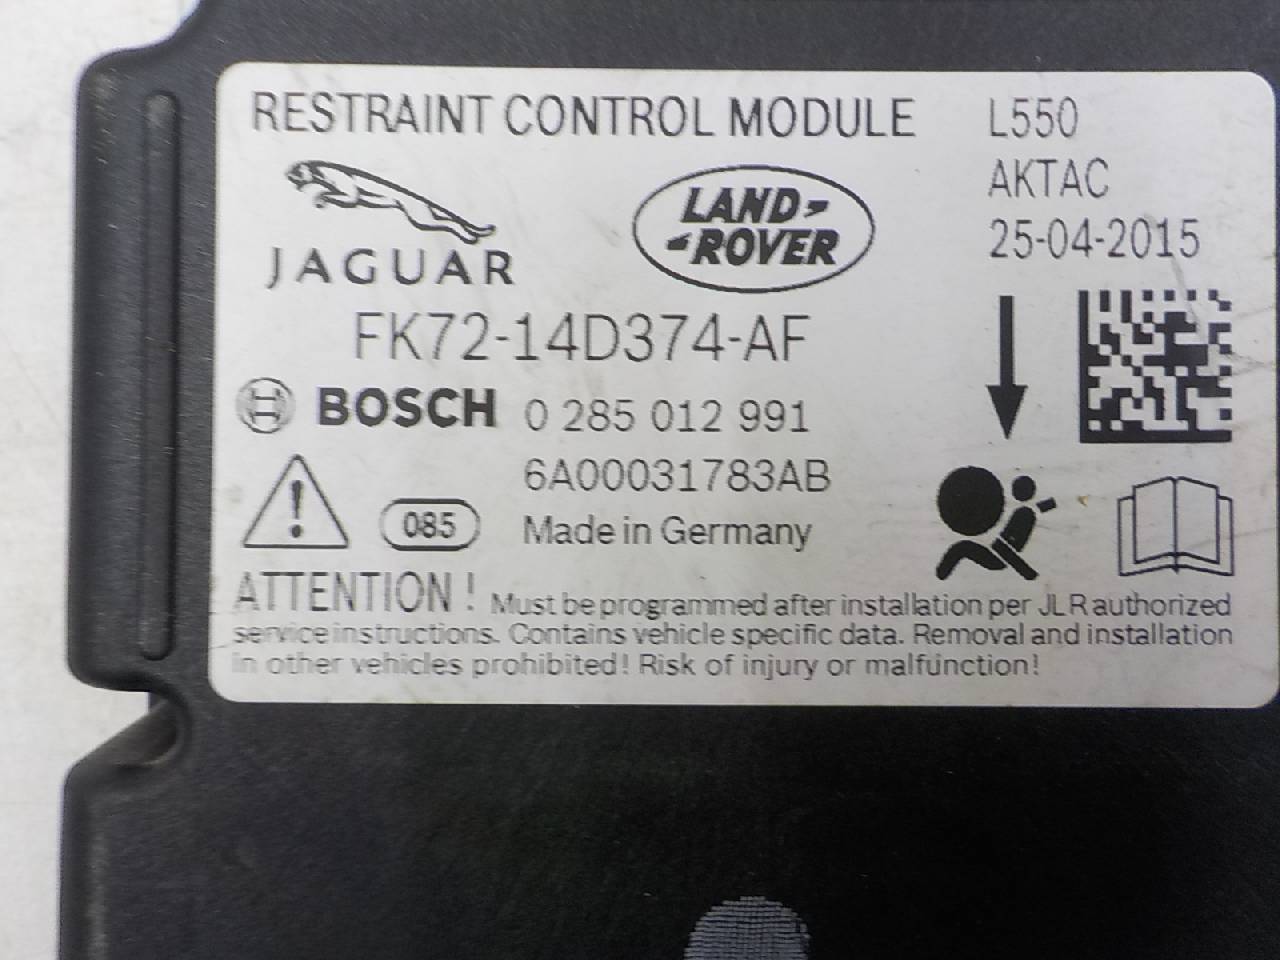 RESTRAINT CONTROL MODULE L550
AKTAC
LAND-
-ROVER
25-04-2015
JAGUAR
FK72-14D374-AF
BOSCH 0 285 012 991
6A00031783AB
085 Made in Germany
ATTENTION! Must be programmed after installation per JLR authorized
service instructions. Contains vehicle specific data. Removal and installation
in other vehicles prohibited! Risk of injury or malfunction!